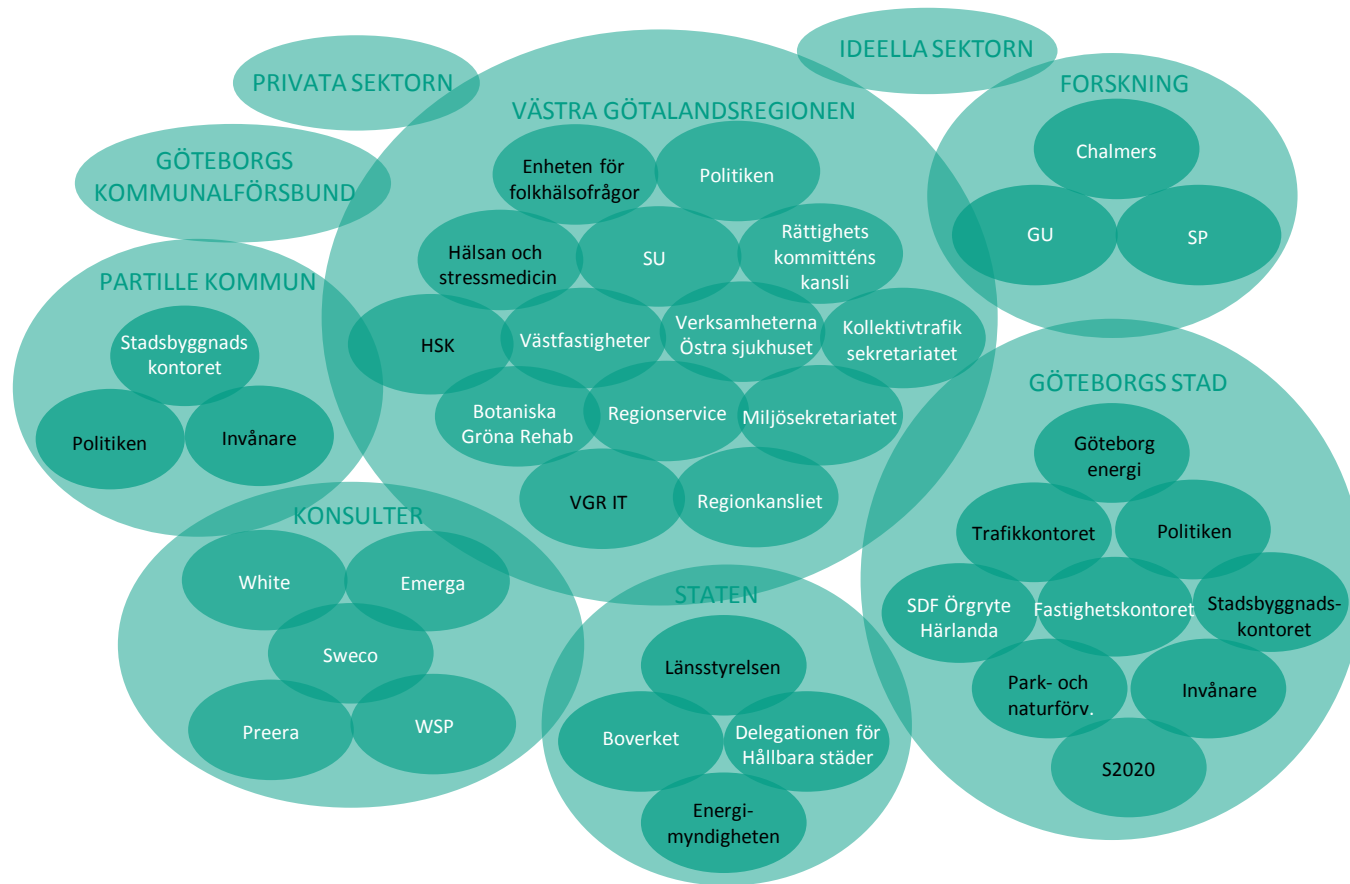 PRIVATA SEKTORN
IDEELLA SEKTORN
GÖTEBORGS
KOMMUNALFÖRSBUND
VÄSTRA GÖTALANDSREGIONEN
Enheten för
folkhälsofrågor
Politiken
Hälsan och
stressmedicin
SU
Rättighets
kommitténs
kansli
HSK
Västfastigheter
Verksamheterna
Östra sjukhuset
Kollektivtrafik
sekretariatet
Botaniska
Gröna Rehab
Regionservice
Miljösekretariatet
VGR IT
Regionkansliet
FORSKNING
Chalmers
GU
SP
PARTILLE KOMMUN
Stadsbyggnads
kontoret
Politiken
Invånare
GÖTEBORGS STAD
Göteborg
energi
Trafikkontoret
Politiken
SDF Örgryte
Härlanda
Fastighetskontoret
Stadsbyggnads-
kontoret
Park- och
naturförv.
Invånare
S2020
KONSULTER
White
Emerga
Sweco
Preera
WSP
STATEN
Länsstyrelsen
Boverket
Delegationen för
Hållbara städer
Energi-
myndigheten